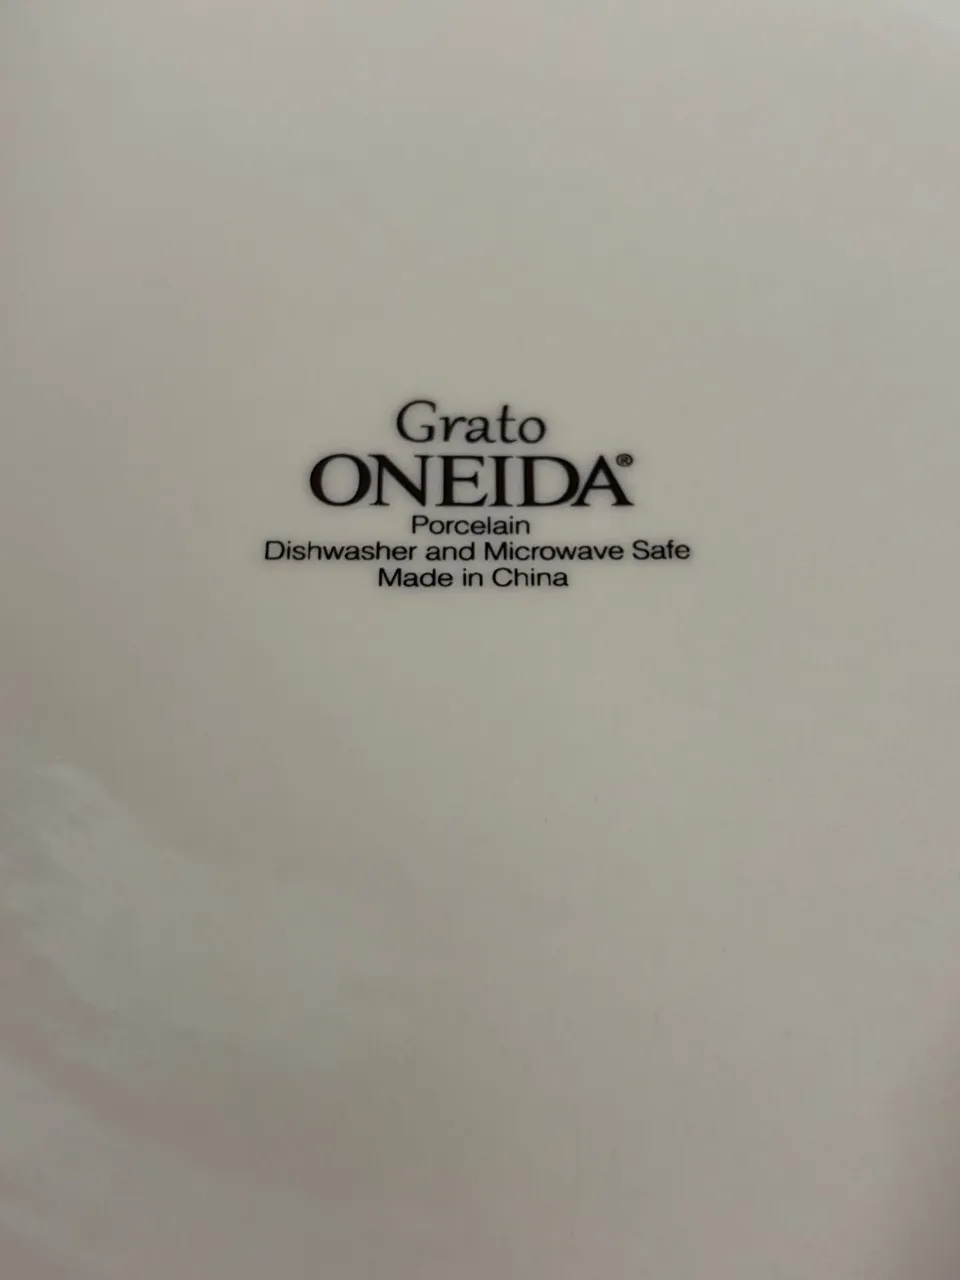 Grato
ONEIDA®
Porcelain
Dishwasher and Microwave Safe
Made in China